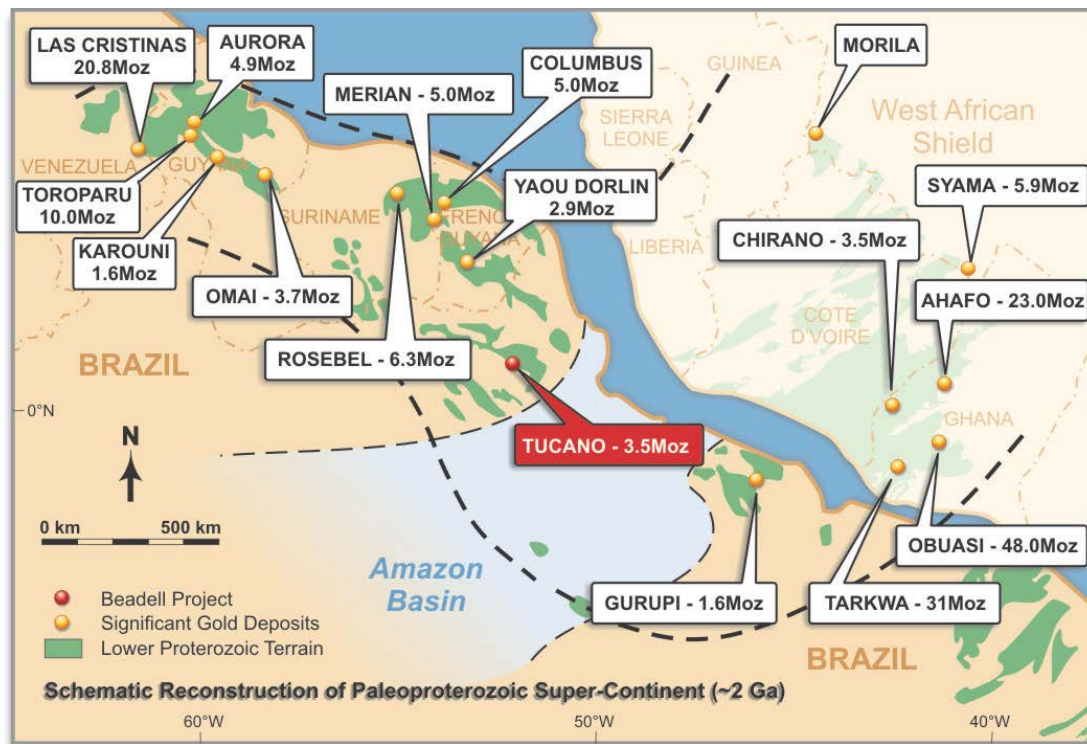 LAS CRISTINAS
20.8Moz
AURORA
4.9Moz
MERIAN - 5.0Moz
COLUMBUS
5.0Moz
GUINEA
MORILA
SIERRA
LEONE
West African
Shield
VENEZUELA
GUYANA
TOROPARU
10.0Moz
KAROUNI
1.6Moz
SURINAME
FRENCH
GUYANA
YAOU DORLIN
2.9Moz
LIBERIA
CHIRANO - 3.5Moz
SYAMA - 5.9Moz
OMAI - 3.7Moz
AHAFO - 23.0Moz
COTE
D'VOIRE
BRAZIL
ROSEBEL - 6.3Moz
0°N
GHANA
N
TUCANO - 3.5Moz
0 km 500 km
OBUASI - 48.0Moz
Amazon
Basin
GURUPI - 1.6Moz
TARKWA - 31Moz
Beadell Project
Significant Gold Deposits
Lower Proterozoic Terrain
BRAZIL
Schematic Reconstruction of Paleoproterozoic Super-Continent (~2 Ga)
60°W
50°W
40°W